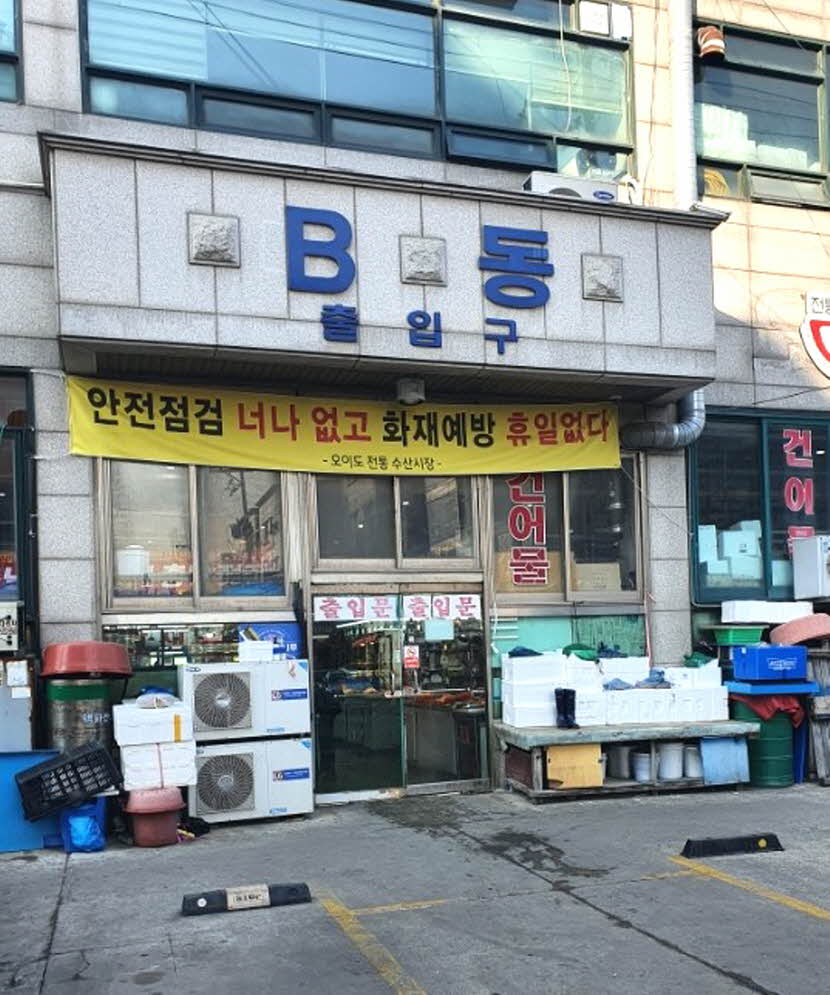 B 동
출입구
안전점검 너나 없고 화재예방 휴일없다
- 오이도 전통 수산시장 -
건어물
건어물
출입문 출입문